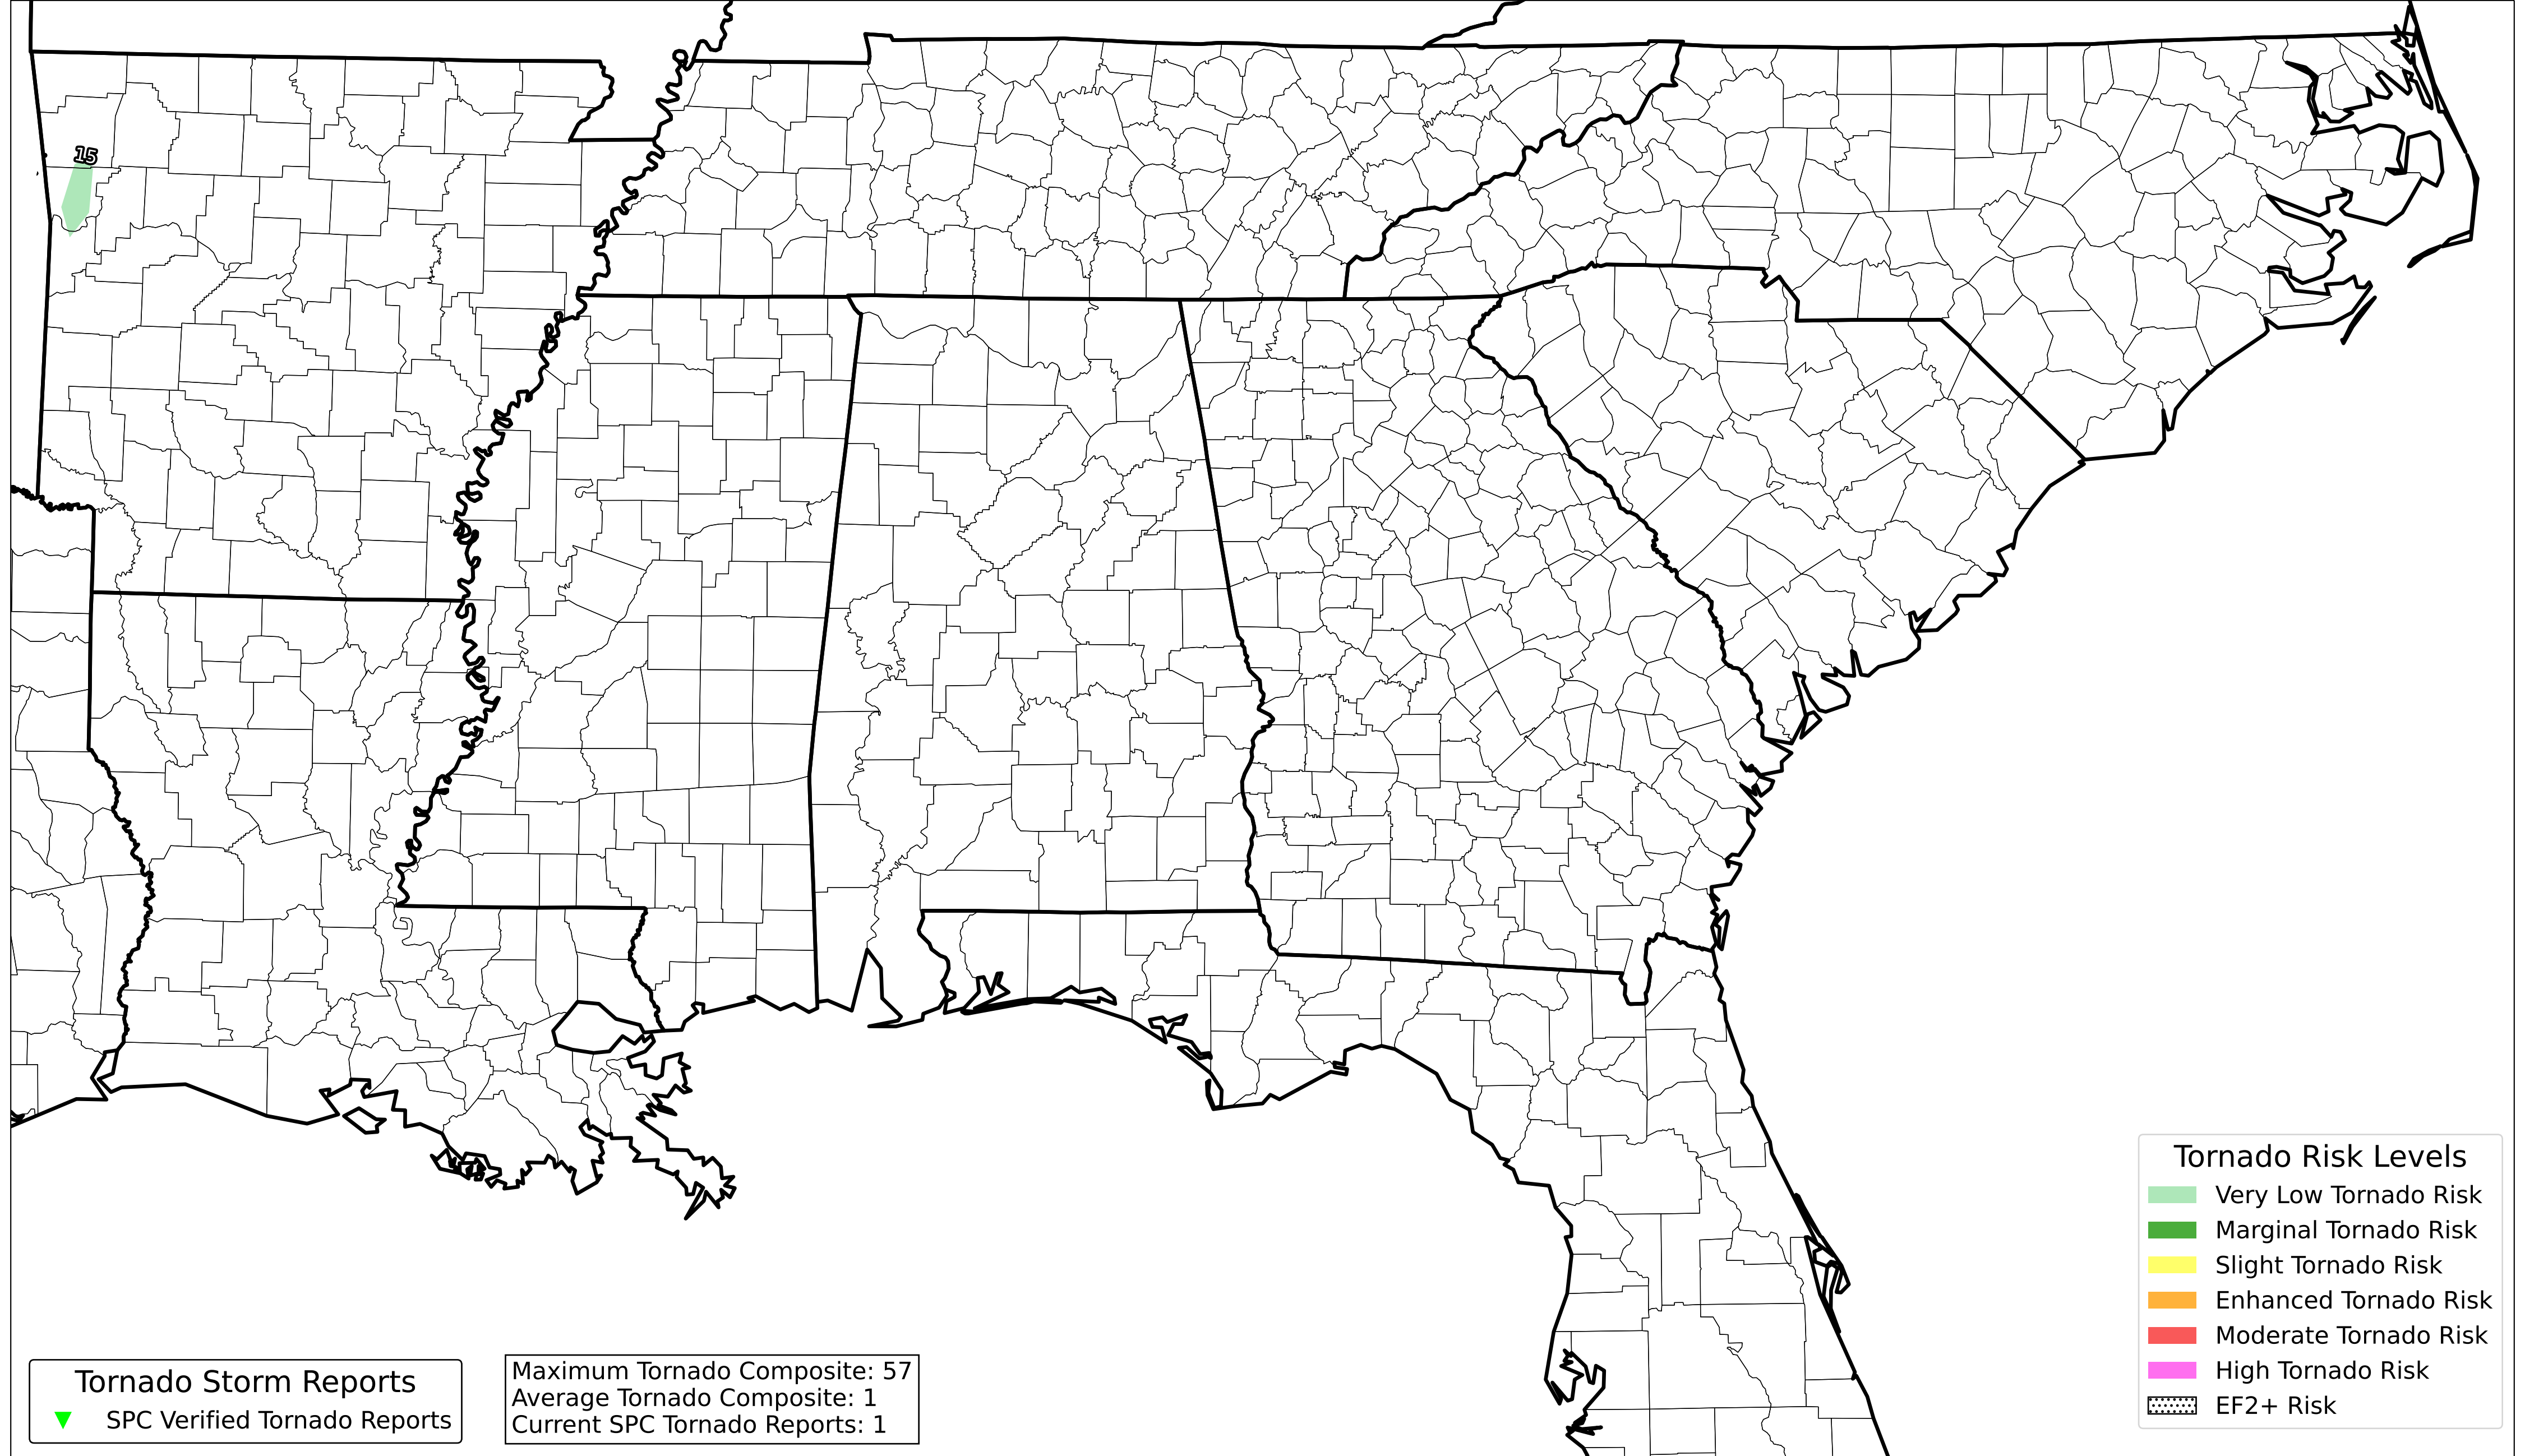 15
Tornado Risk Levels
Very Low Tornado Risk
Marginal Tornado Risk
Slight Tornado Risk
Enhanced Tornado Risk
Moderate Tornado Risk
High Tornado Risk
EF2+ Risk
Tornado Storm Reports
SPC Verified Tornado Reports
Maximum Tornado Composite: 57
Average Tornado Composite: 1
Current SPC Tornado Reports: 1